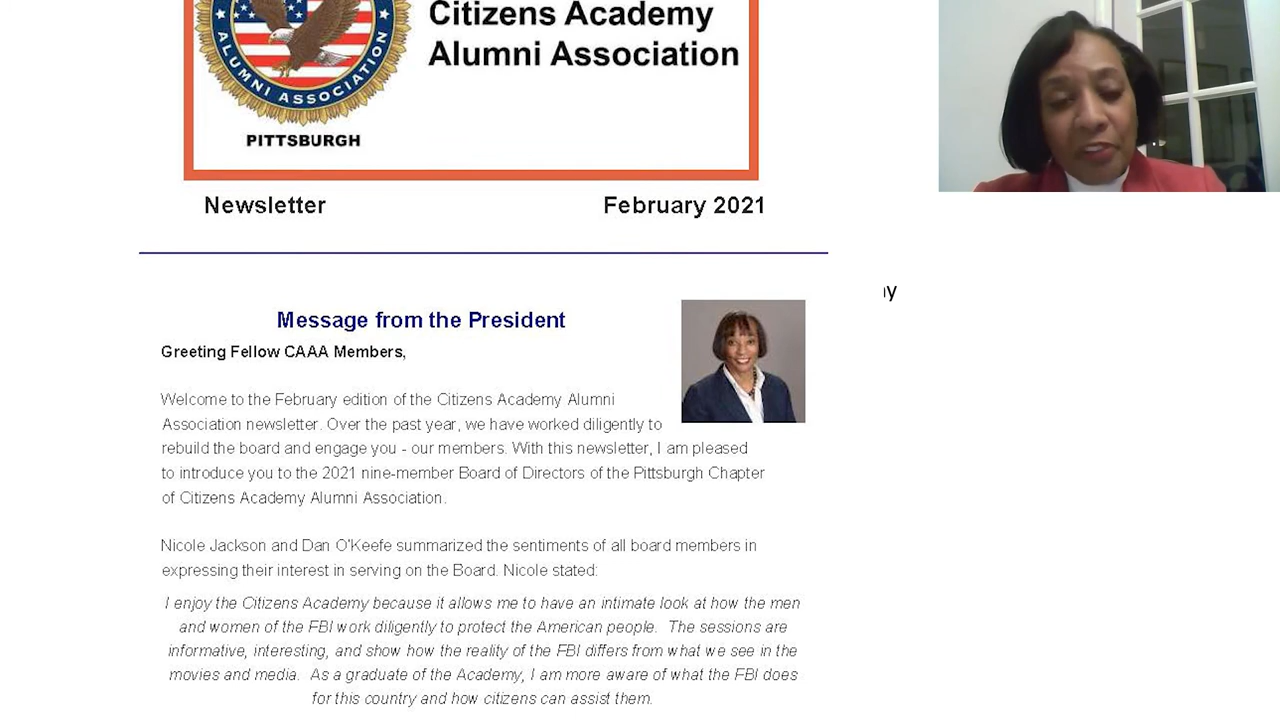 Citizens Academy
Alumni Association
ALUMNI ASSOCIATION
PITTSBURGH
Newsletter February 2021
Message from the President
Greeting Fellow CAAA Members,
Welcome to the February edition of the Citizens Academy Alumni
Association newsletter. Over the past year, we have worked diligently to
rebuild the board and engage you - our members. With this newsletter, I am pleased
to introduce you to the 2021 nine-member Board of Directors of the Pittsburgh Chapter
of Citizens Academy Alumni Association.
Nicole Jackson and Dan O'Keefe summarized the sentiments of all board members in
expressing their interest in serving on the Board. Nicole stated:
I enjoy the Citizens Academy because it allows me to have an intimate look at how the men
and women of the FBI work diligently to protect the American people. The sessions are
informative, interesting, and show how the reality of the FBI differs from what we see in the
movies and media. As a graduate of the Academy, I am more aware of what the FBI does
for this country and how citizens can assist them.